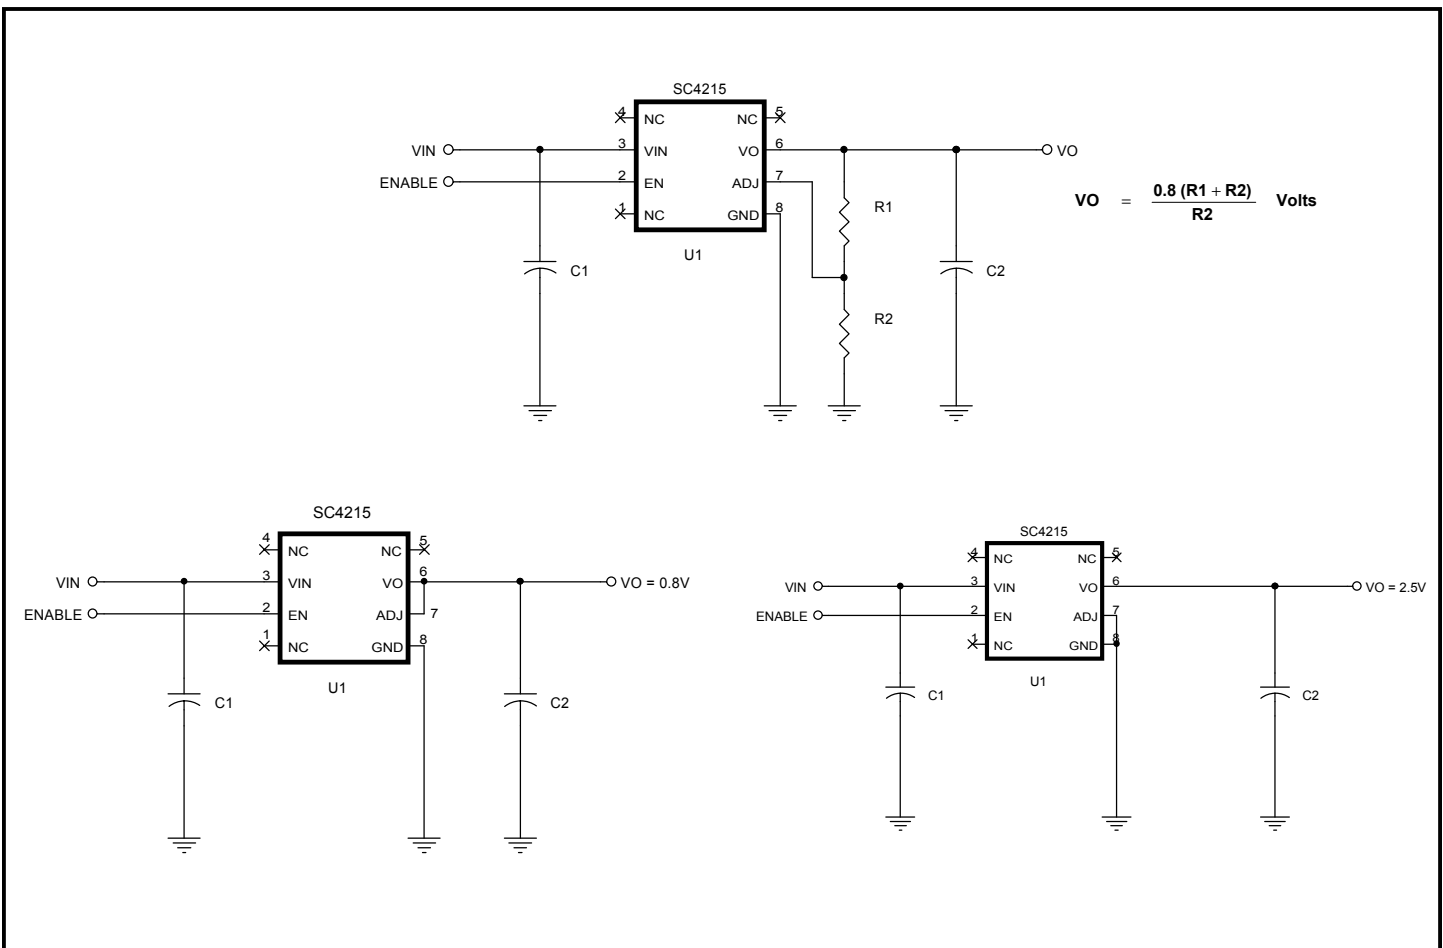 SC4215
4 NC NC 5
VIN 3 VIN VO 6 VO
ENABLE 2 EN ADJ 7
1 NC GND 8
U1
R1
C1
C2
R2
VO = 0.8 (R1 + R2) Volts
R2
SC4215
4 NC NC 5
VIN 3 VIN VO 6 VO = 0.8V
ENABLE 2 EN ADJ 7
1 NC GND 8
U1
C1
C2
SC4215
4 NC NC 5
VIN 3 VIN VO 6 VO = 2.5V
ENABLE 2 EN ADJ 7
1 NC GND 8
U1
C1
C2